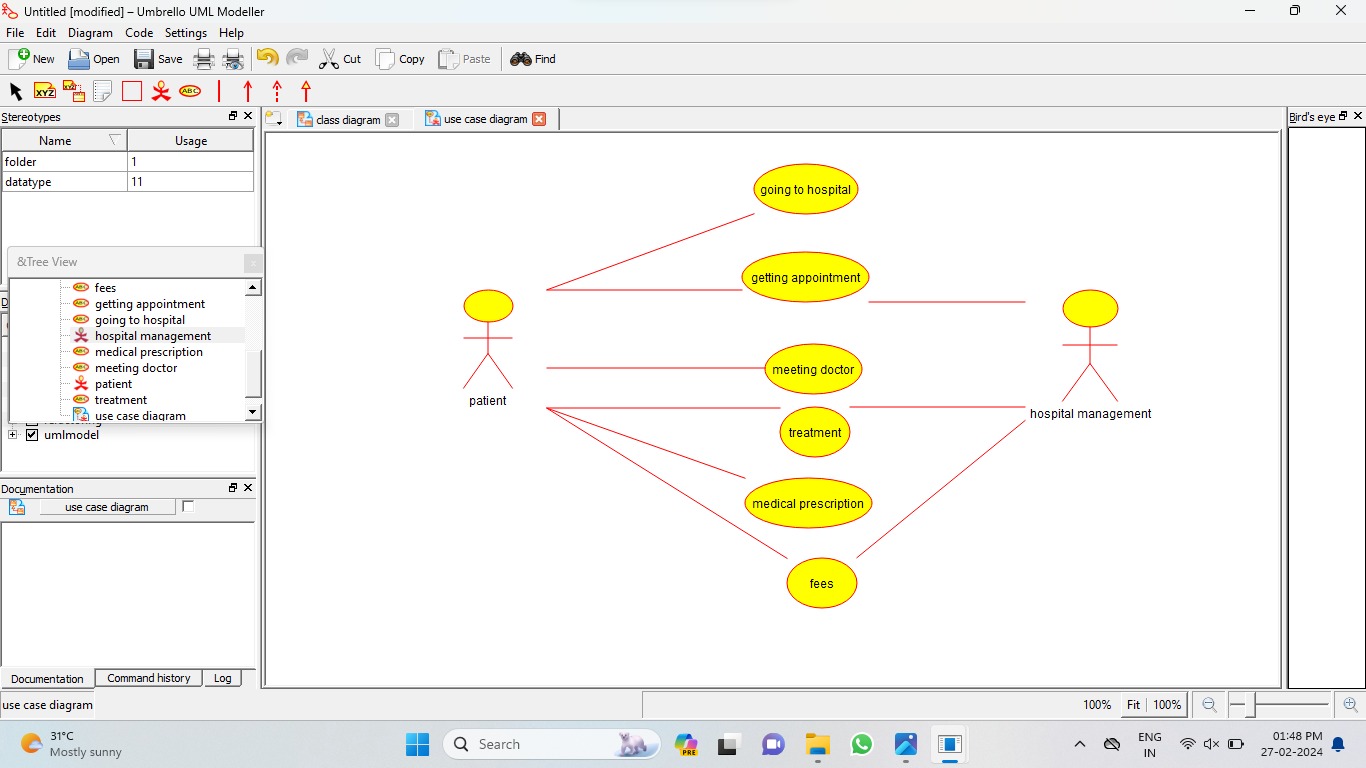 Untitled [modified] – Umbrello UML Modeller
File Edit Diagram Code Settings Help
New Open Save Cut Copy Paste Find
XYZ XYZ ABC
Stereotypes
class diagram
use case diagram
Bird's eye
Name Usage
folder 1
datatype 11
&Tree View
fees
getting appointment
going to hospital
hospital management
medical prescription
meeting doctor
patient
treatment
use case diagram
umlmodel
Documentation
use case diagram
Documentation Command history Log
going to hospital
getting appointment
meeting doctor
patient
hospital management
treatment
medical prescription
fees
use case diagram
100% Fit 100%
31°C
Mostly sunny
Search
PRE
ENG
IN
01:48 PM
27-02-2024